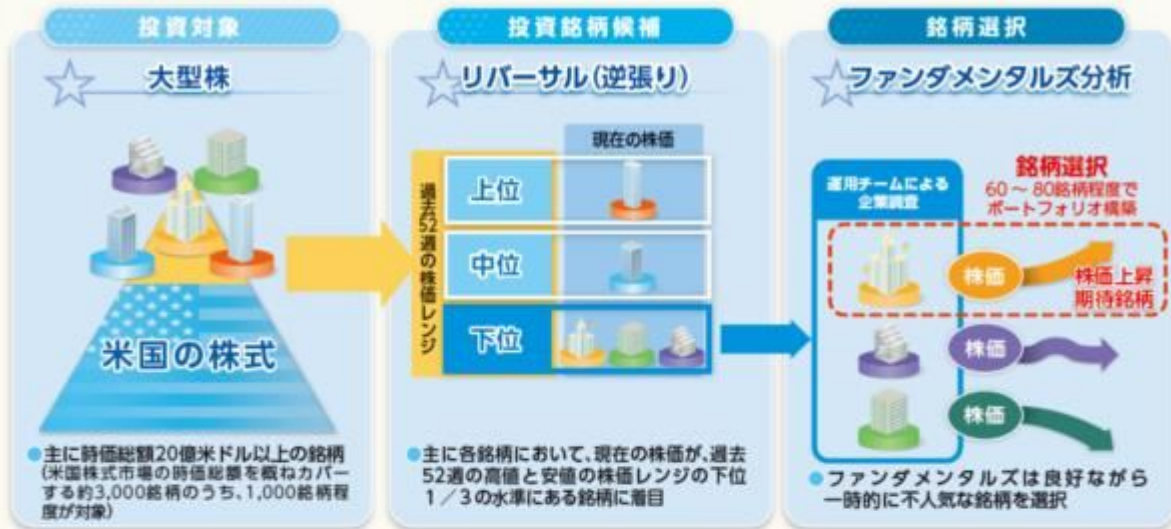 投資対象
大型株
米国の株式
●主に時価総額20億米ドル以上の銘柄
(米国株式市場の時価総額を概ねカバー
する約3,000銘柄のうち、1,000銘柄程
度が対象)
投資銘柄候補
リバーサル(逆張り)
現在の株価
過去52週の株価レンジ
上位
中位
下位
●主に各銘柄において、現在の株価が、過去
52週の高値と安値の株価レンジの下位
1／3の水準にある銘柄に着目
銘柄選択
ファンダメンタルズ分析
運用チームによる
企業調査
銘柄選択
60～80銘柄程度で
ポートフォリオ構築
株価
株価上昇
期待銘柄
株価
株価
●ファンダメンタルズは良好ながら
一時的に不人気な銘柄を選択